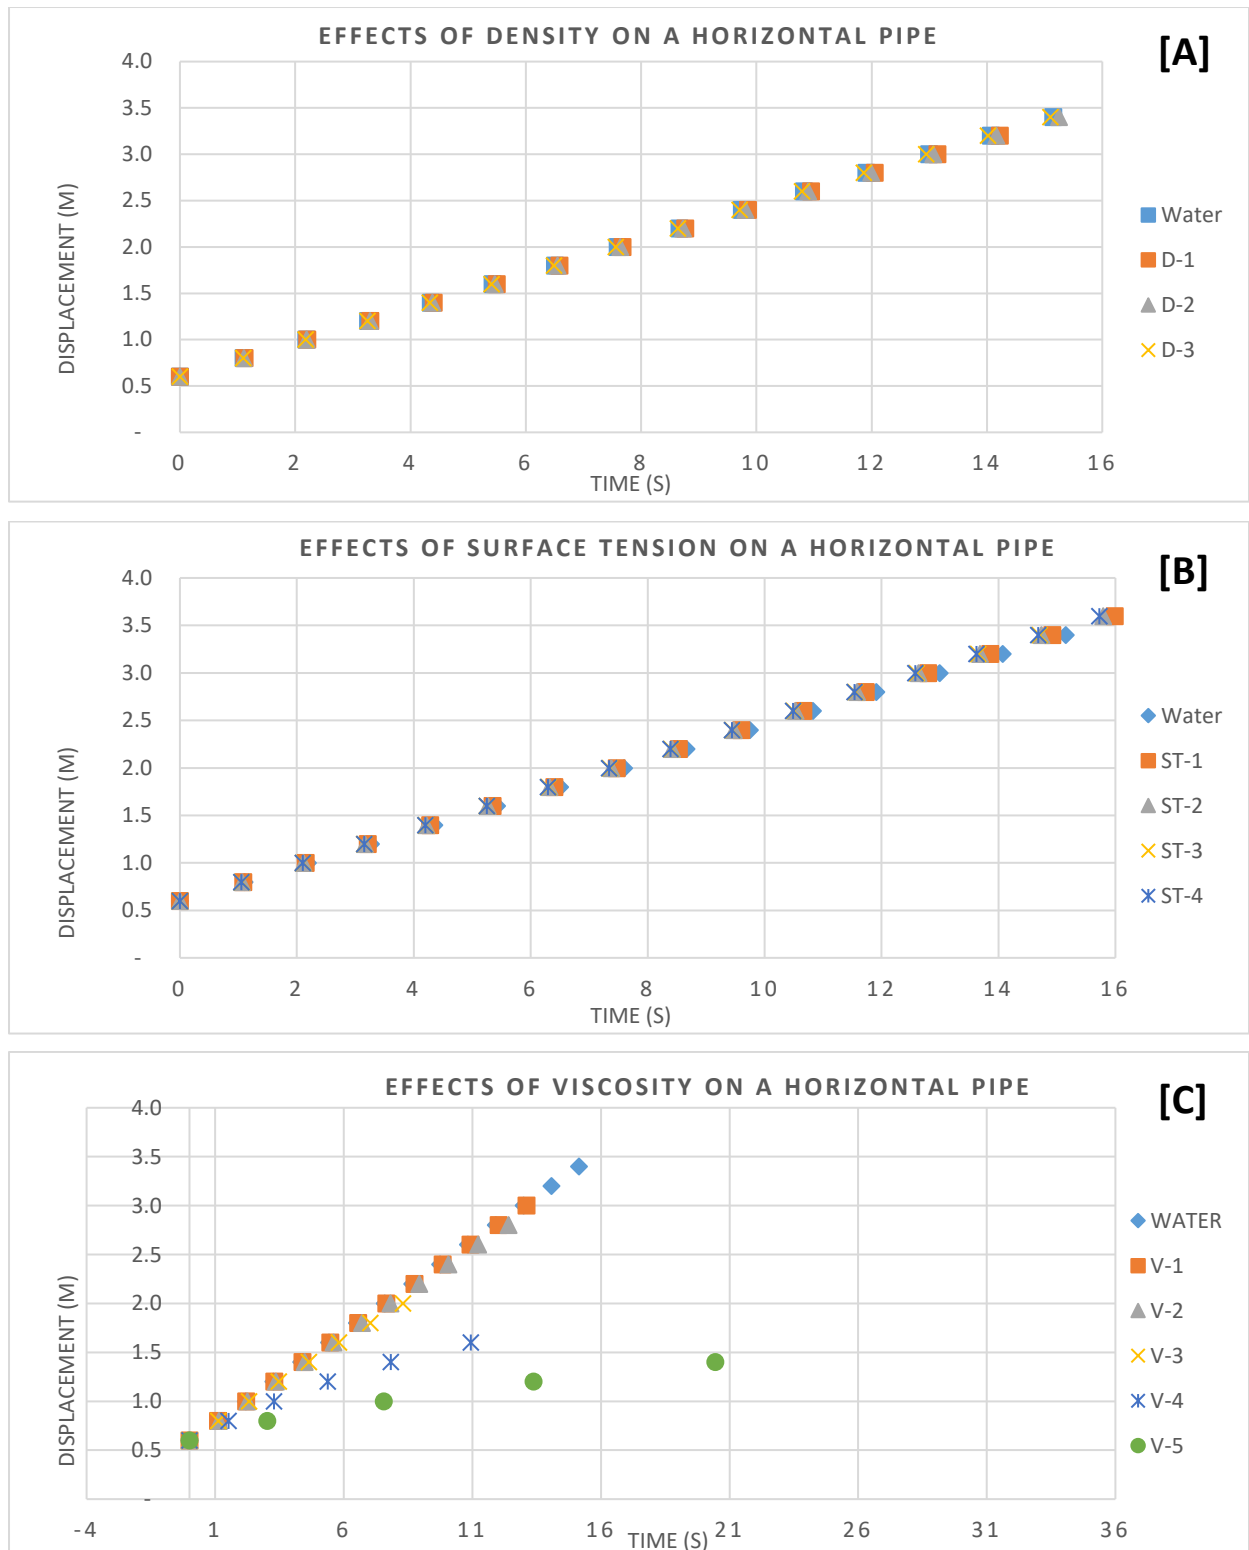 EFFECTS OF DENSITY ON A HORIZONTAL PIPE
[A]
DISPLACEMENT (M)
4.0
3.5
3.0
2.5
2.0
1.5
1.0
0.5
-
0 2 4 6 8 10 12 14 16
TIME (S)
Water
D-1
D-2
D-3
EFFECTS OF SURFACE TENSION ON A HORIZONTAL PIPE
[B]
DISPLACEMENT (M)
4.0
3.5
3.0
2.5
2.0
1.5
1.0
0.5
-
0 2 4 6 8 10 12 14 16
TIME (S)
Water
ST-1
ST-2
ST-3
ST-4
EFFECTS OF VISCOSITY ON A HORIZONTAL PIPE
[C]
DISPLACEMENT (M)
4.0
3.5
3.0
2.5
2.0
1.5
1.0
0.5
-
-4 1 6 11 16 21 26 31 36
TIME (S)
WATER
V-1
V-2
V-3
V-4
V-5